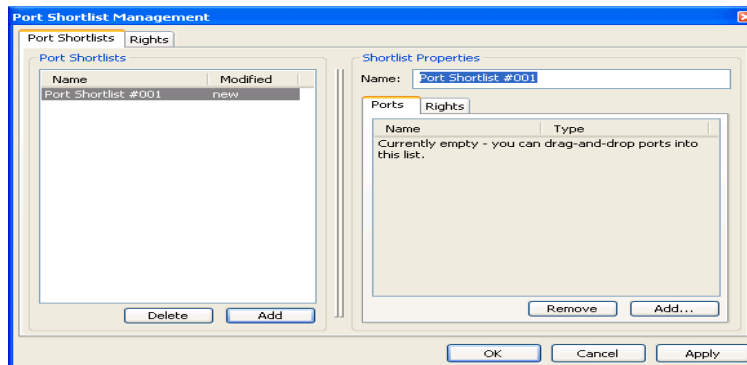 Port Shortlist Management
Port Shortlists Rights
Port Shortlists
Name Modified
Port Shortlist #001 new
Delete Add
Shortlist Properties
Name: Port Shortlist #001
Ports Rights
Name Type
Currently empty - you can drag-and-drop ports into
this list.
Remove Add...
OK Cancel Apply